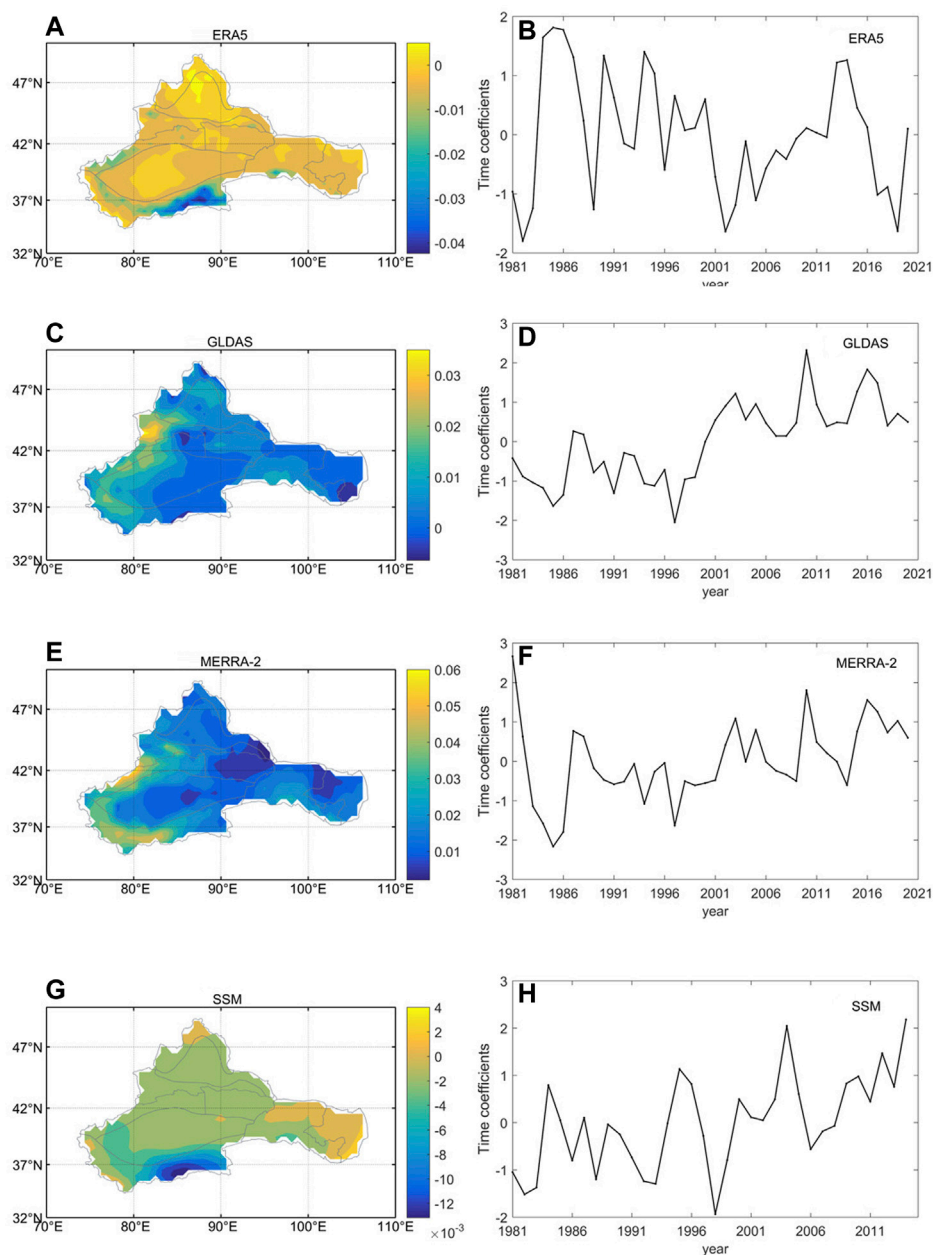 A
ERA5
47°N
42°N
37°N
32°N
70°E 80°E 90°E 100°E 110°E
0
-0.01
-0.02
-0.03
-0.04
B
ERA5
Time coefficients
2
1
0
-1
-2
1981 1986 1991 1996 2001 2006 2011 2016 2021
year
C
GLDAS
47°N
42°N
37°N
32°N
70°E 80°E 90°E 100°E 110°E
0.03
0.02
0.01
0
D
GLDAS
Time coefficients
3
2
1
0
-1
-2
-3
1981 1986 1991 1996 2001 2006 2011 2016 2021
year
E
MERRA-2
47°N
42°N
37°N
32°N
70°E 80°E 90°E 100°E 110°E
0.06
0.05
0.04
0.03
0.02
0.01
F
MERRA-2
Time coefficients
3
2
1
0
-1
-2
-3
1981 1986 1991 1996 2001 2006 2011 2016 2021
year
G
SSM
47°N
42°N
37°N
32°N
70°E 80°E 90°E 100°E 110°E
4
2
0
-2
-4
-6
-8
-10
-12
×10⁻³
H
SSM
Time coefficients
3
2
1
0
-1
-2
1981 1986 1991 1996 2001 2006 2011
year